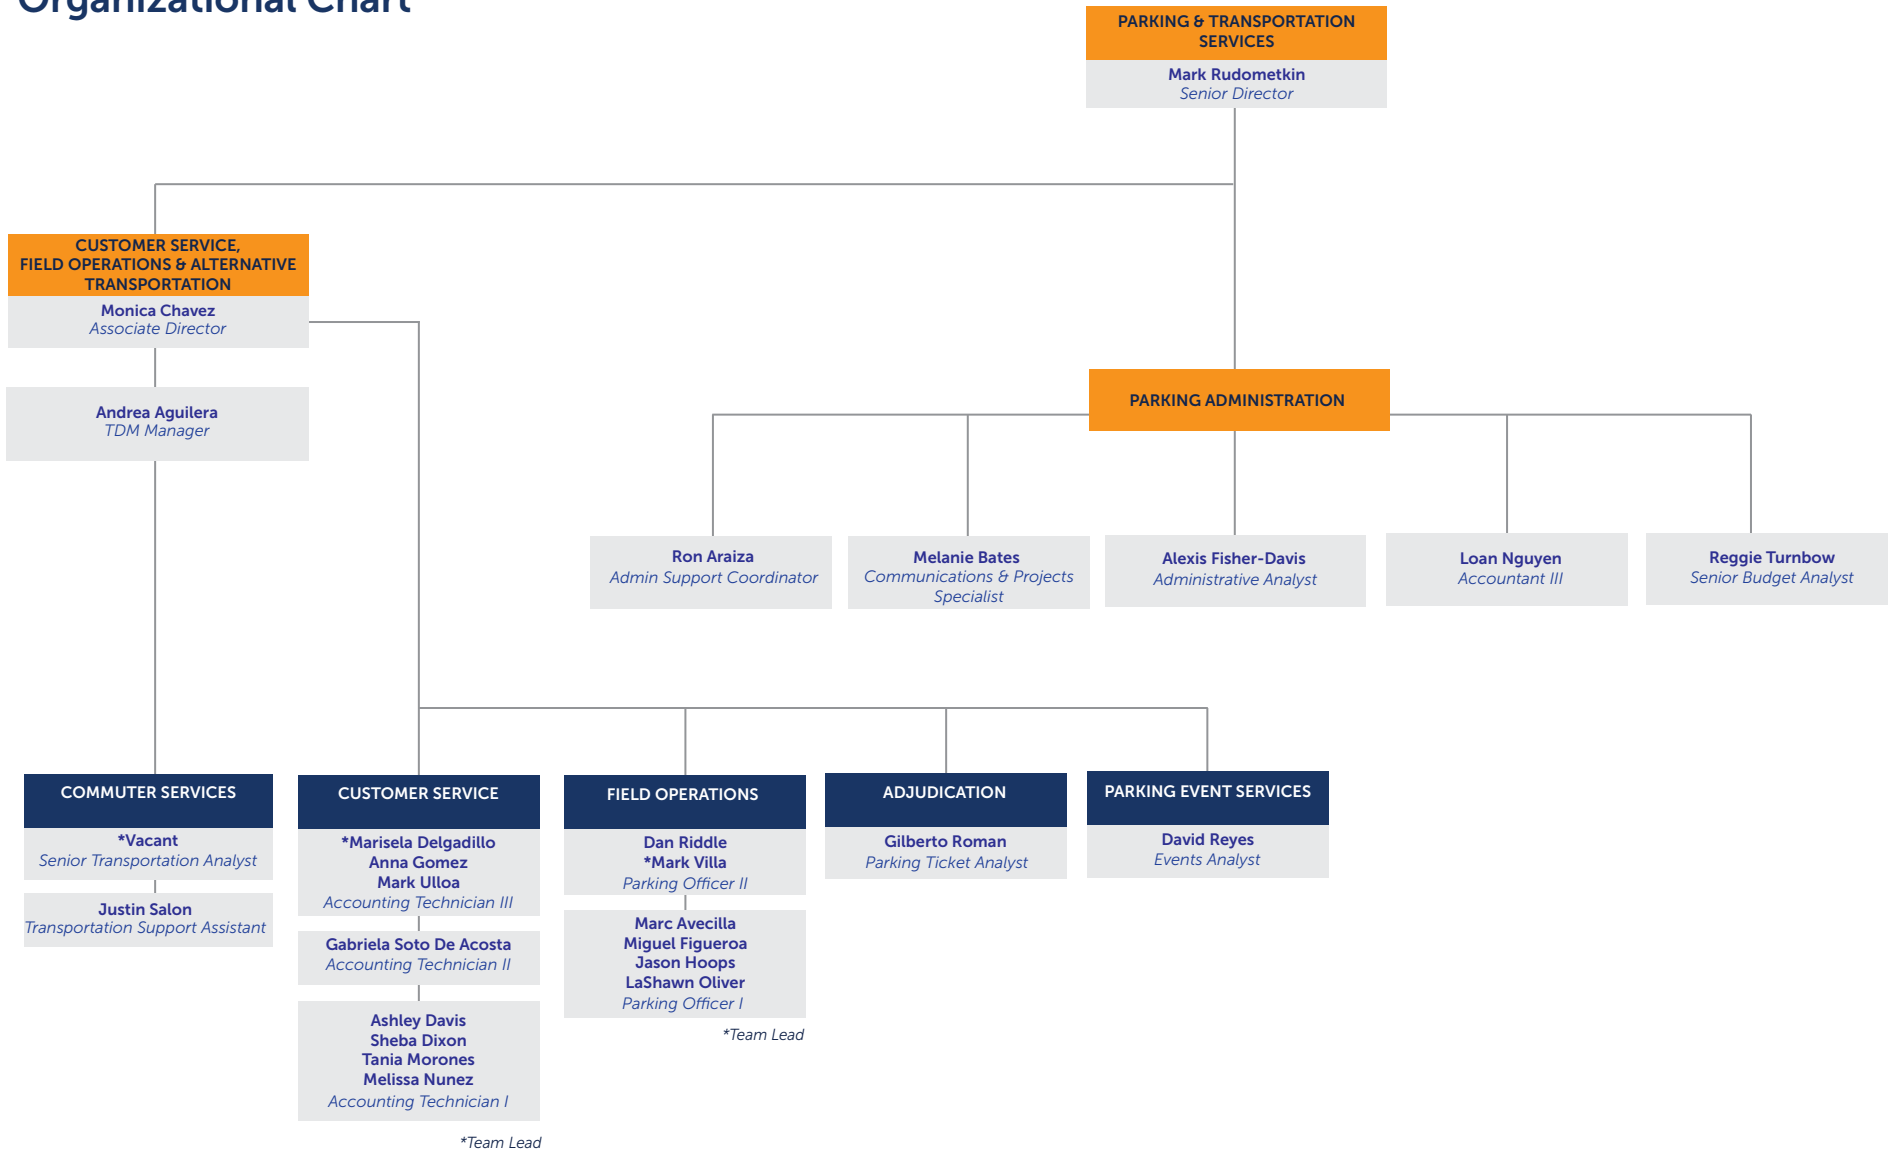 Organizational Chart
PARKING & TRANSPORTATION
SERVICES
Mark Rudometkin
Senior Director
CUSTOMER SERVICE,
FIELD OPERATIONS & ALTERNATIVE
TRANSPORTATION
Monica Chavez
Associate Director
Andrea Aguilera
TDM Manager
PARKING ADMINISTRATION
Ron Araiza
Admin Support Coordinator
Melanie Bates
Communications & Projects
Specialist
Alexis Fisher-Davis
Administrative Analyst
Loan Nguyen
Accountant III
Reggie Turnbow
Senior Budget Analyst
COMMUTER SERVICES
*Vacant
Senior Transportation Analyst
Justin Salon
Transportation Support Assistant
CUSTOMER SERVICE
*Marisela Delgadillo
Anna Gomez
Mark Ulloa
Accounting Technician III
Gabriela Soto De Acosta
Accounting Technician II
Ashley Davis
Sheba Dixon
Tania Morones
Melissa Nunez
Accounting Technician I
*Team Lead
FIELD OPERATIONS
Dan Riddle
*Mark Villa
Parking Officer II
Marc Avecilla
Miguel Figueroa
Jason Hoops
LaShawn Oliver
Parking Officer I
*Team Lead
ADJUDICATION
Gilberto Roman
Parking Ticket Analyst
PARKING EVENT SERVICES
David Reyes
Events Analyst